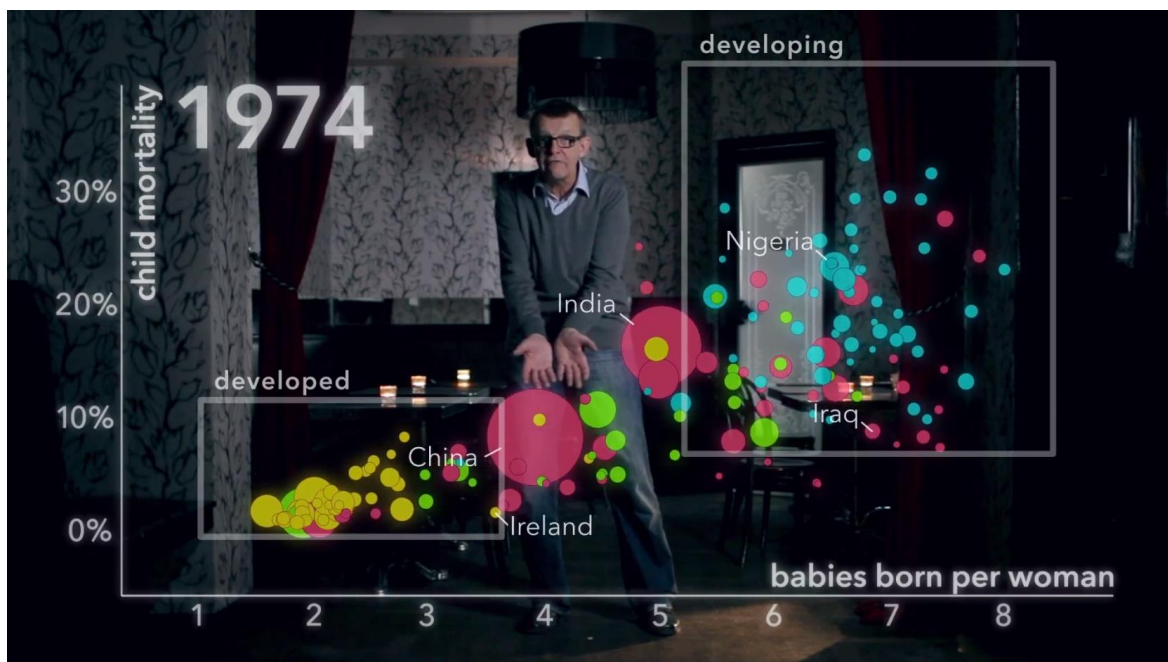 developing
1974
child mortality
30%
Nigeria
20%
India
developed
10%
Iraq
China
Ireland
0%
babies born per woman
1 2 3 4 5 6 7 8